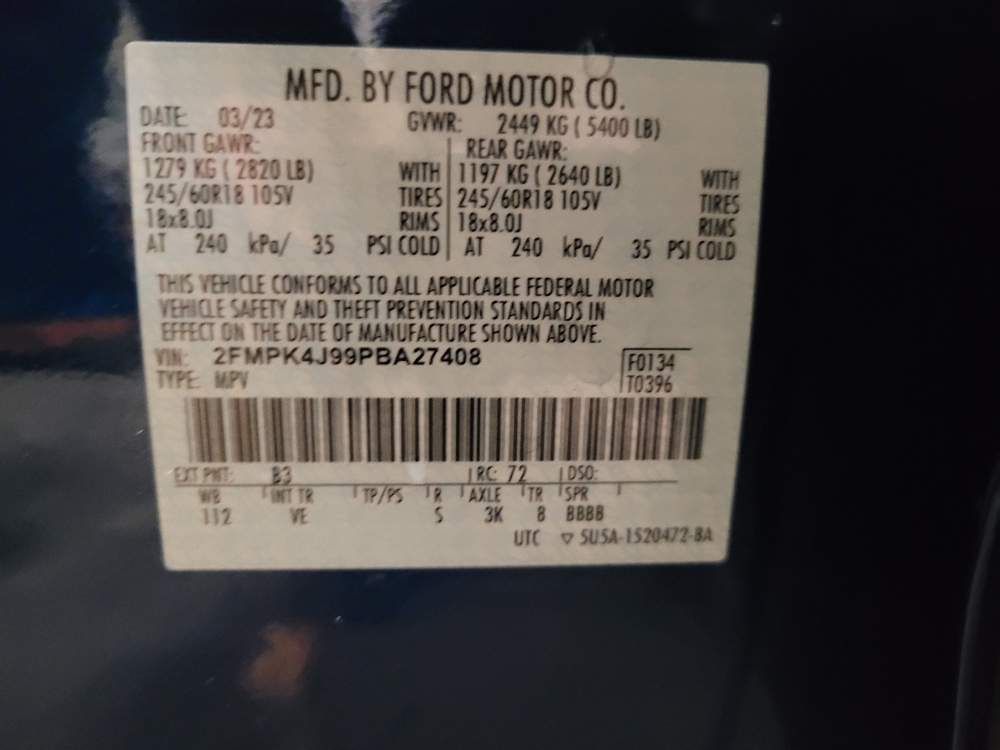 MFD. BY FORD MOTOR CO.
DATE: 03/23 GVWR: 2449 KG ( 5400 LB)
FRONT GAWR: REAR GAWR:
1279 KG ( 2820 LB) WITH 1197 KG ( 2640 LB) WITH
245/60R18 105V TIRES 245/60R18 105V TIRES
18x8.0J RIMS 18x8.0J RIMS
AT 240 kPa/ 35 PSI COLD AT 240 kPa/ 35 PSI COLD
THIS VEHICLE CONFORMS TO ALL APPLICABLE FEDERAL MOTOR
VEHICLE SAFETY AND THEFT PREVENTION STANDARDS IN
EFFECT ON THE DATE OF MANUFACTURE SHOWN ABOVE.
VIN: 2FMPK4J99PBA27408 F0134
TYPE: MPV T0396
EXT PNT: B3 RC: 72 DSO:
WB INT TR TP/PS R AXLE TR SPR
112 VE S 3K 8 BBBB
UTC ▽ 5U5A-1520472-BA